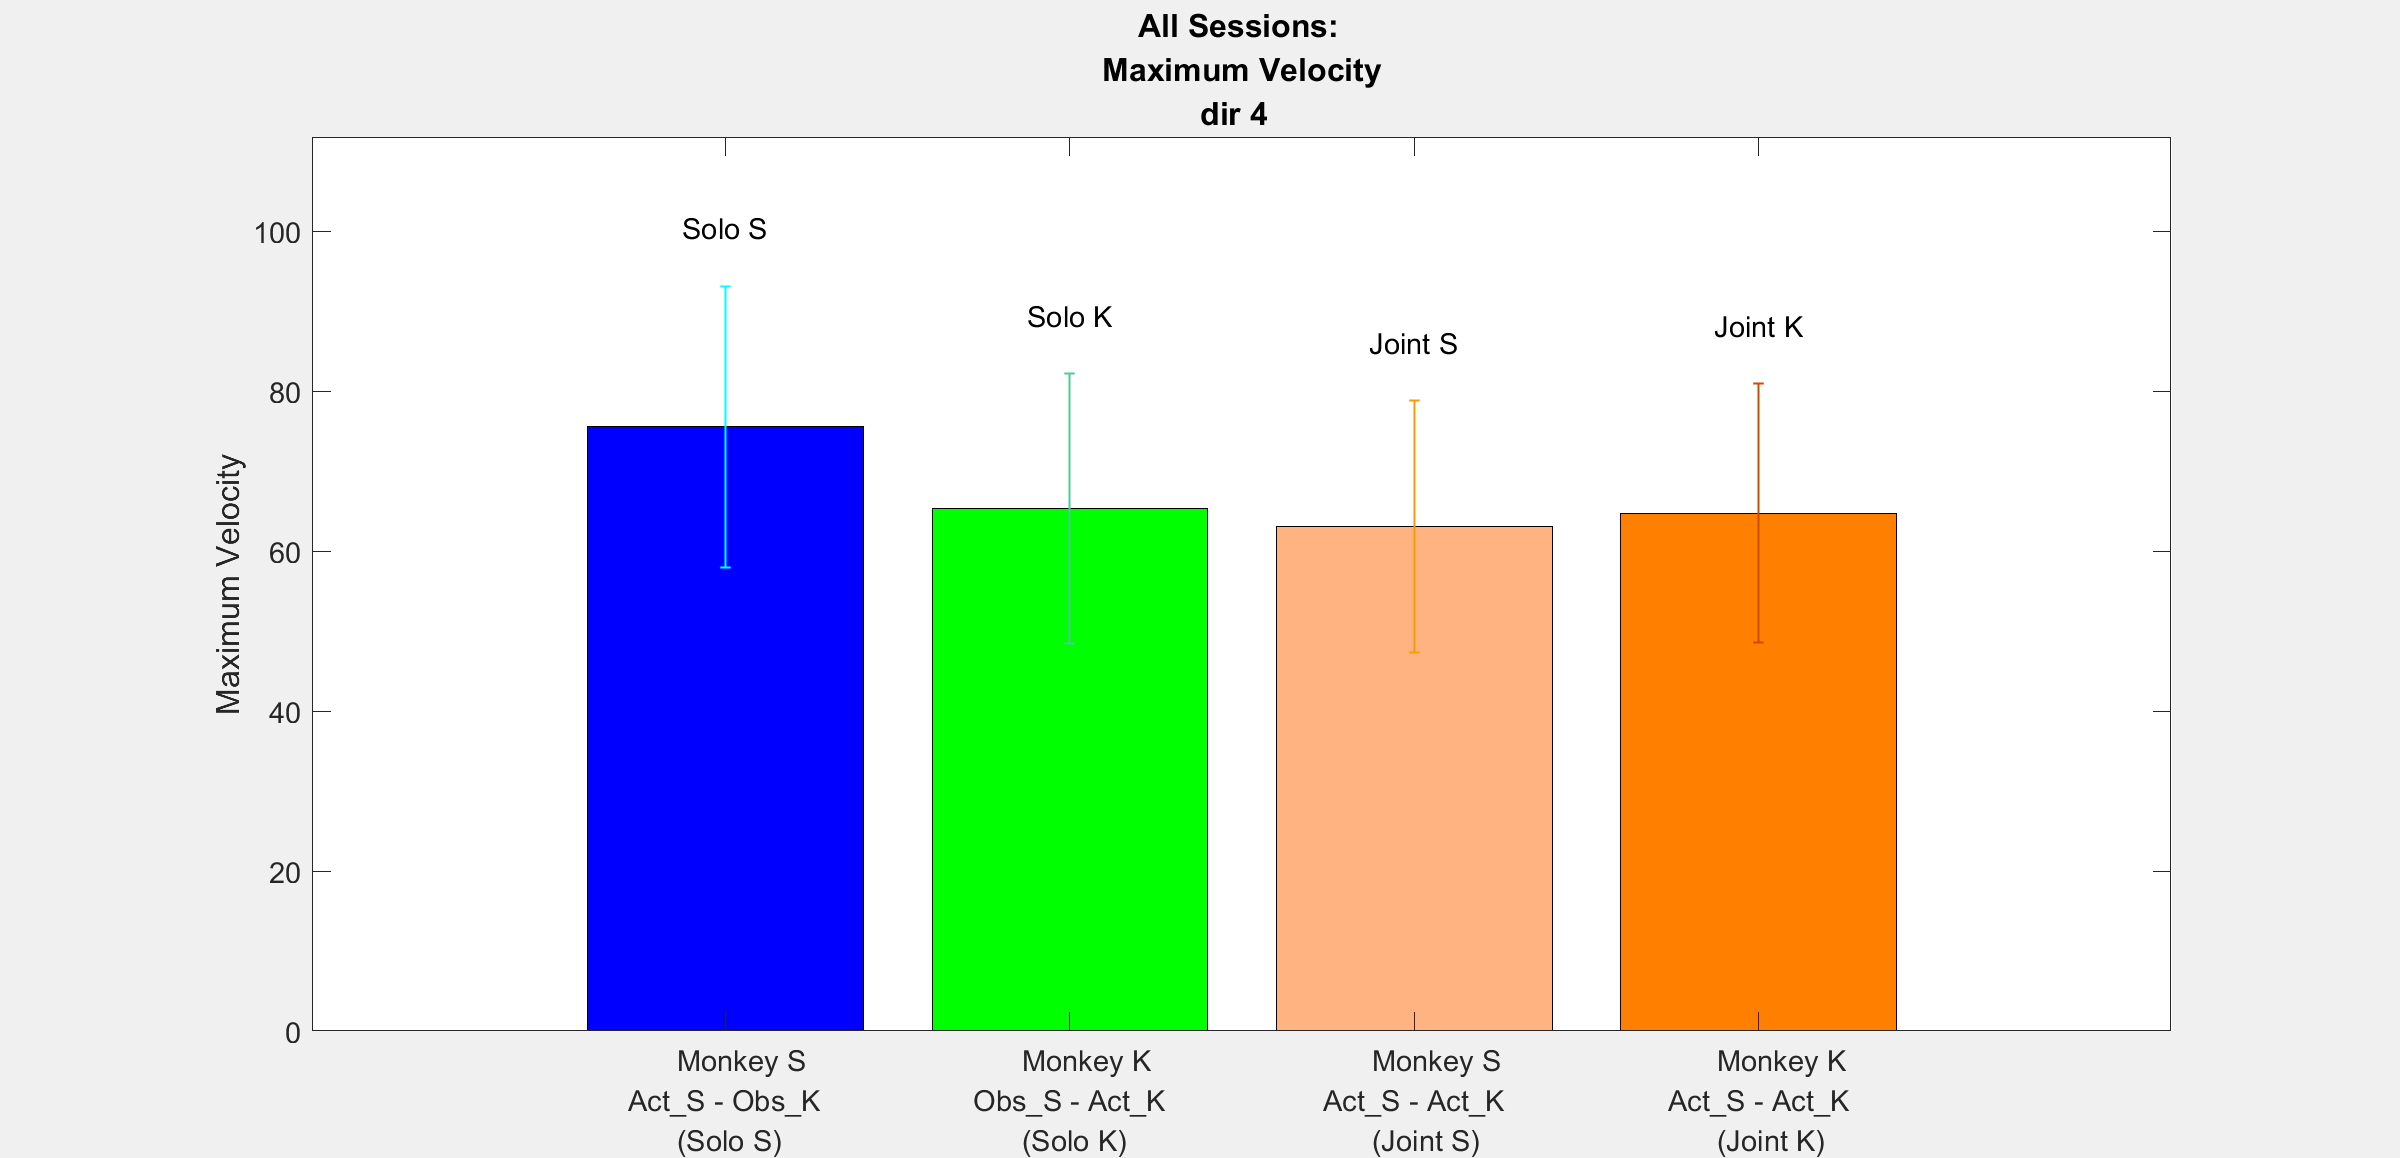 All Sessions:
Maximum Velocity
dir 4
Maximum Velocity
100
80
60
40
20
0
Solo S
Solo K
Joint S
Joint K
Monkey S
Act_S - Obs_K
(Solo S)
Monkey K
Obs_S - Act_K
(Solo K)
Monkey S
Act_S - Act_K
(Joint S)
Monkey K
Act_S - Act_K
(Joint K)